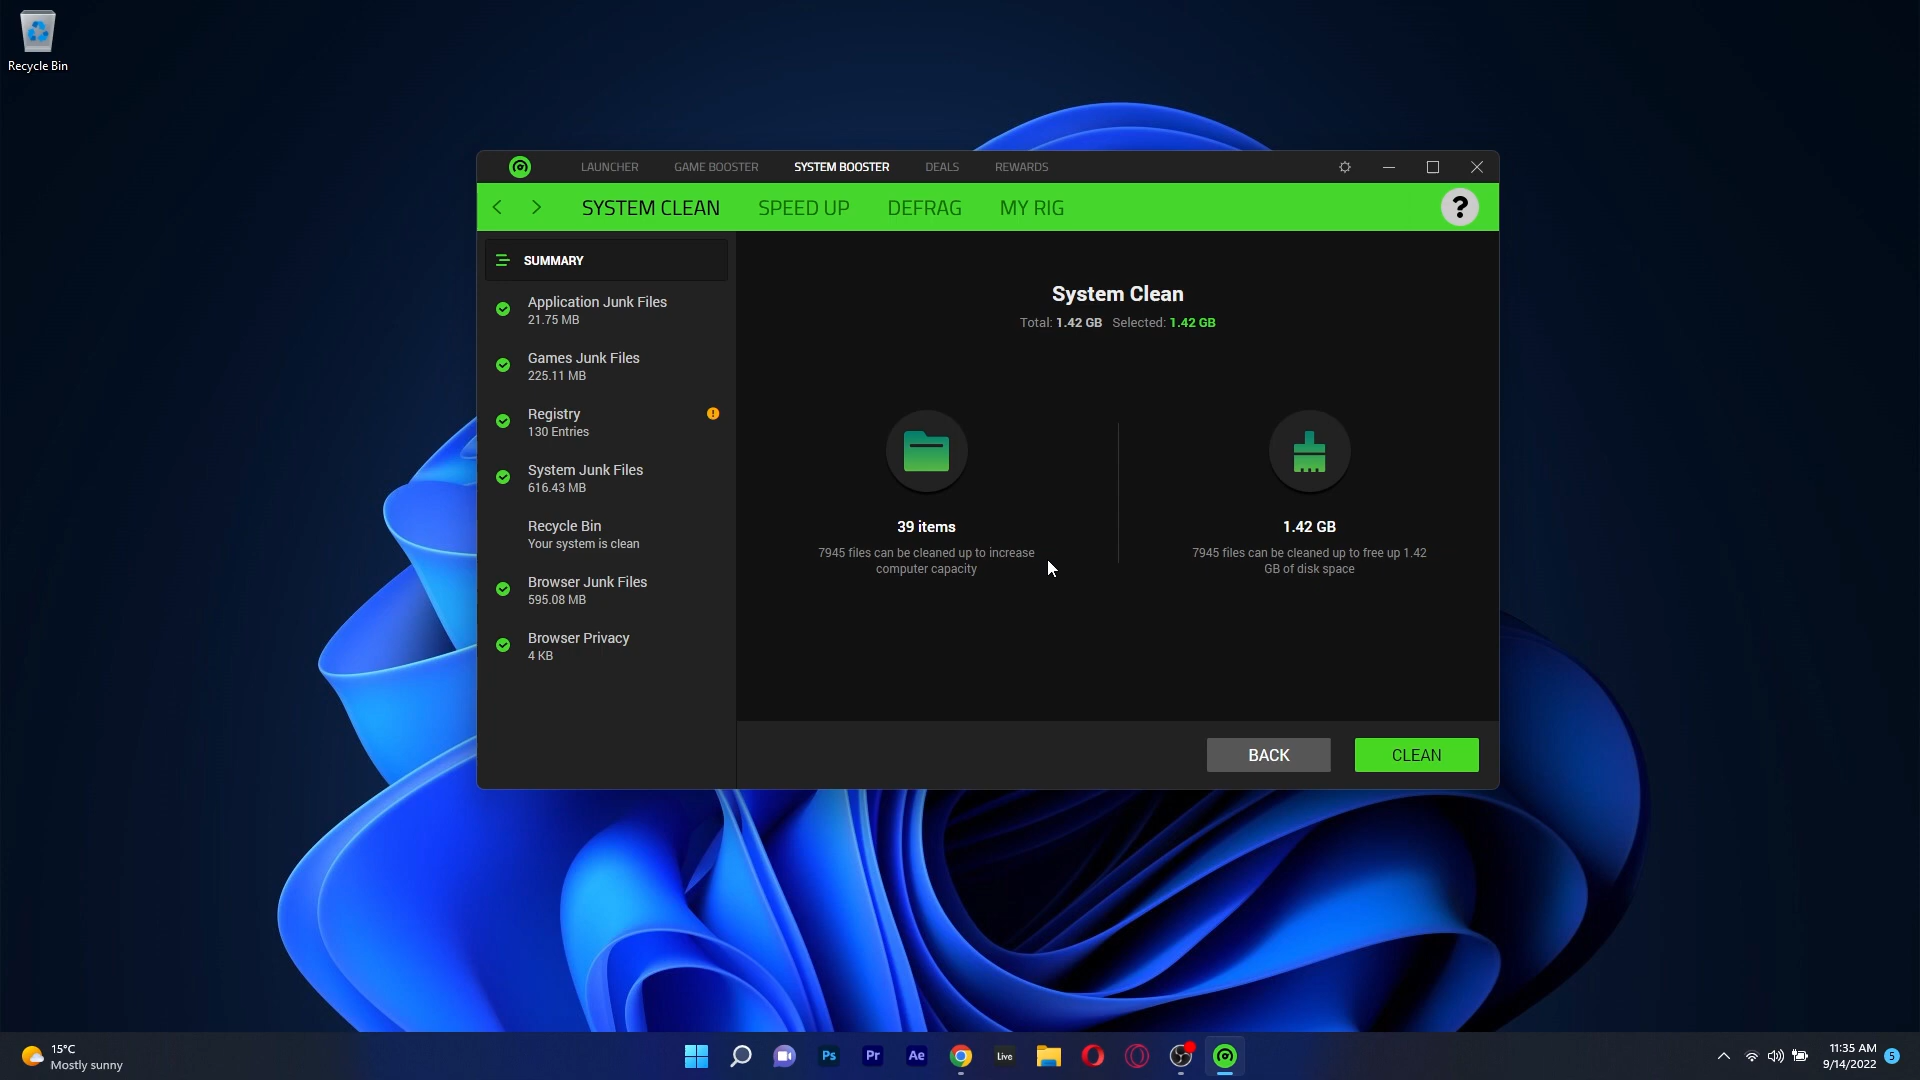 Recycle Bin
LAUNCHER GAME BOOSTER SYSTEM BOOSTER DEALS REWARDS
SYSTEM CLEAN SPEED UP DEFRAG MY RIG ?
SUMMARY
Application Junk Files
21.75 MB
Games Junk Files
225.11 MB
Registry
130 Entries
System Junk Files
616.43 MB
Recycle Bin
Your system is clean
Browser Junk Files
595.08 MB
Browser Privacy
4 KB
System Clean
Total: 1.42 GB Selected: 1.42 GB
39 items
7945 files can be cleaned up to increase
computer capacity
1.42 GB
7945 files can be cleaned up to free up 1.42
GB of disk space
BACK CLEAN
15°C
Mostly sunny
Ps Pr Ae Live
11:35 AM
9/14/2022
5